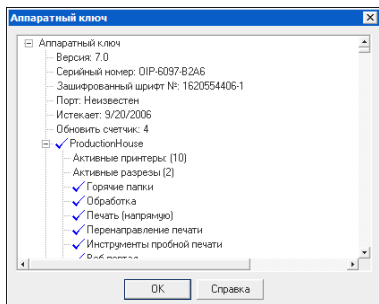 Аппаратный ключ
Аппаратный ключ
Версия: 7.0
Серийный номер: OIP-6097-B2A6
Зашифрованный шрифт №: 1620554406-1
Порт: Неизвестен
Истекает: 9/20/2006
Обновить счетчик: 4
ProductionHouse
Активные принтеры: (10)
Активные разрезы (2)
Горячие папки
Обработка
Печать (напрямую)
Перенаправление печати
Инструменты пробной печати
Веб портал
OK
Справка